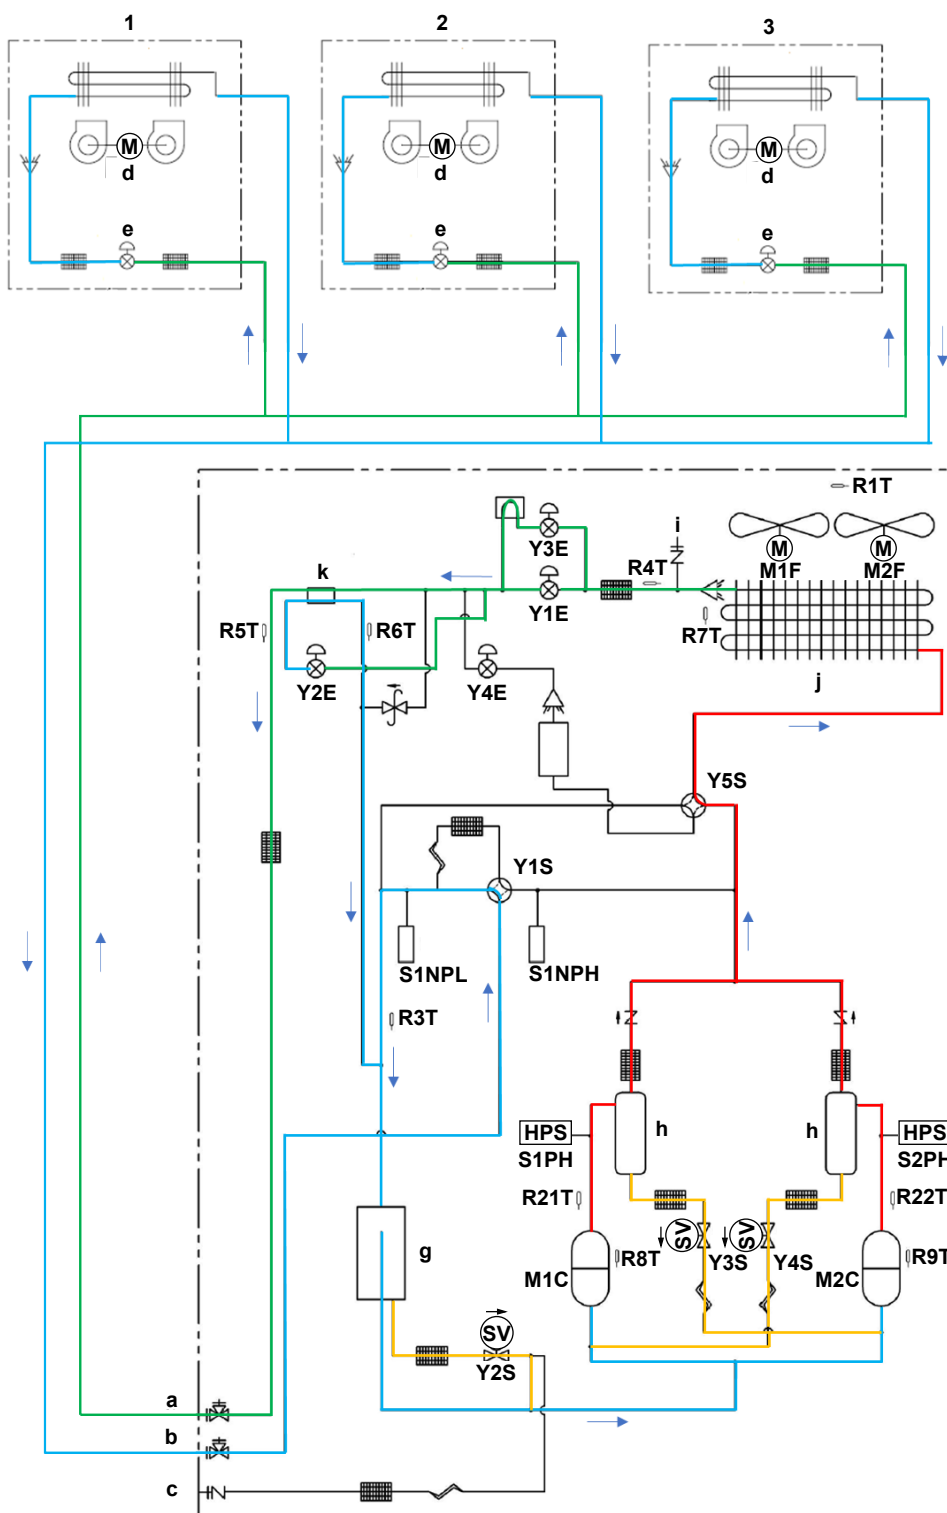 1 2 3
M M M
d d d
e e e
R1T
i
M M
M1F M2F
Y3E
R4T
k
Y1E
R5T R6T R7T
Y2E Y4E j
Y5S
Y1S
S1NPL S1NPH
R3T
HPS h h HPS
S1PH S2PH
R21T R22T
g SV SV
R8T Y3S Y4S R9T
M1C M2C
SV
Y2S
a
b
c